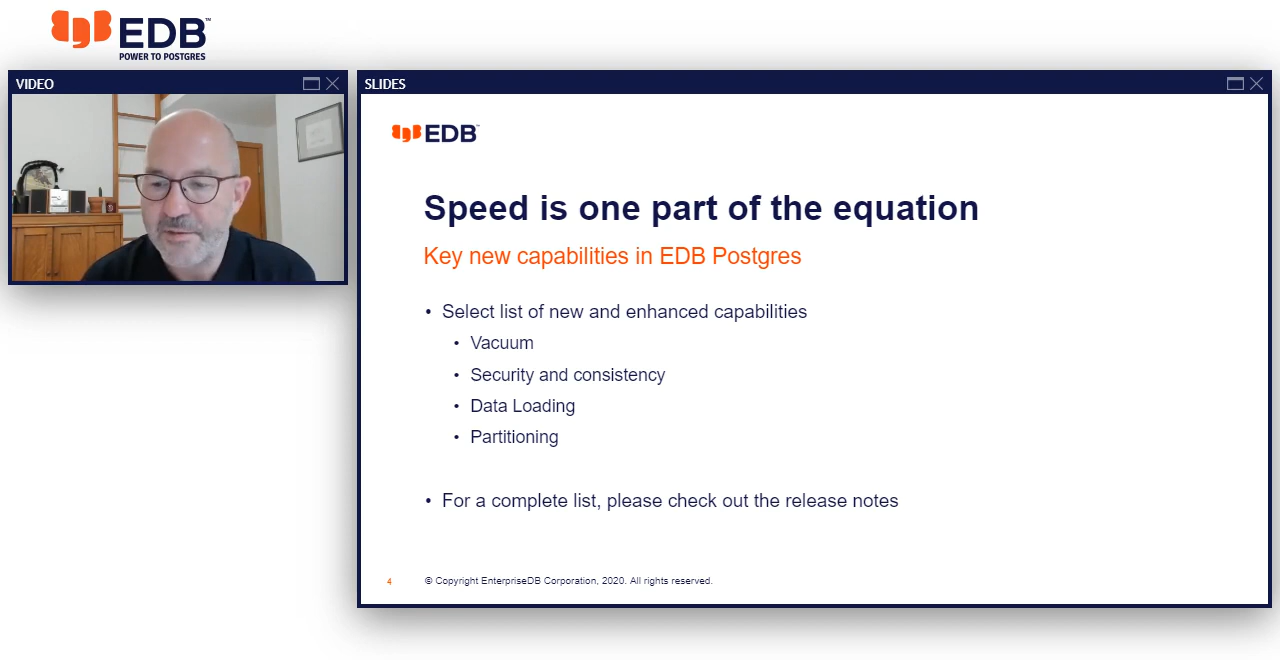 EDB™
POWER TO POSTGRES
VIDEO
SLIDES
EDB™
Speed is one part of the equation
Key new capabilities in EDB Postgres
• Select list of new and enhanced capabilities
• Vacuum
• Security and consistency
• Data Loading
• Partitioning
• For a complete list, please check out the release notes
4 © Copyright EnterpriseDB Corporation, 2020. All rights reserved.